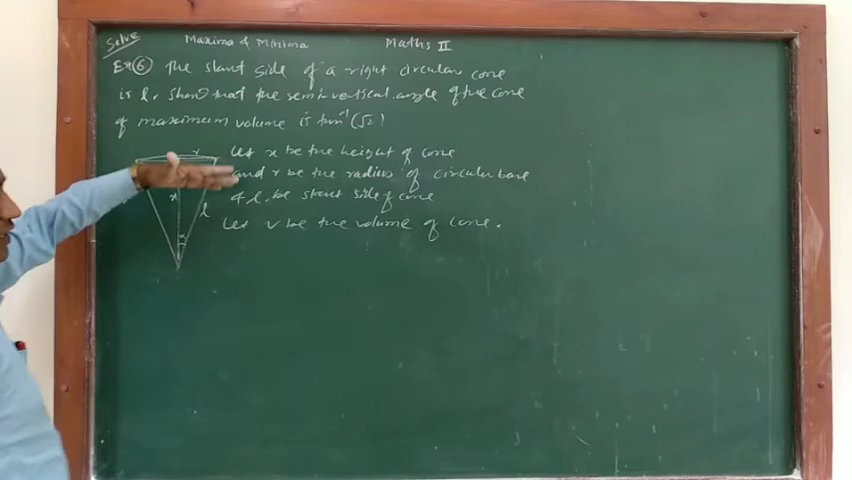 Solve
Maxima & Minima Maths II
Ex ⑥ The slant side of a right circular cone
is l. Show that the semi vertical angle of the cone
of maximum volume is tan⁻¹(√2)
Let x be the height of cone
and r be the radius of circular base
& l. be slant side of cone
Let V be the volume of cone.
r
x
l
α